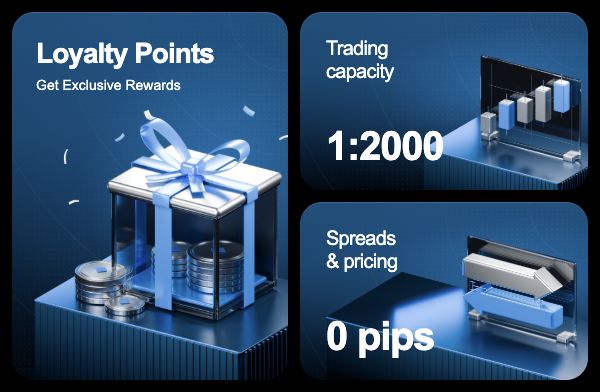 Loyalty Points
Get Exclusive Rewards
Trading
capacity
1:2000
Spreads
& pricing
0 pips